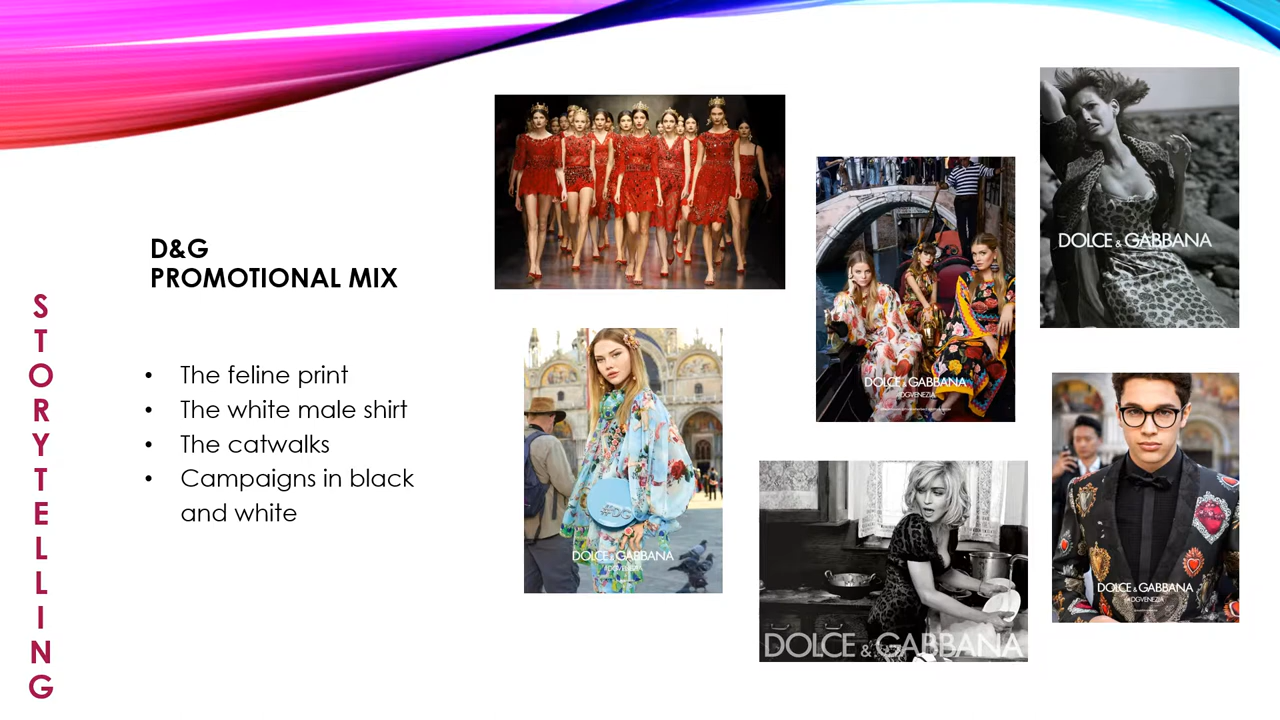 D&G
PROMOTIONAL MIX
STORYTELLING
• The feline print
• The white male shirt
• The catwalks
• Campaigns in black
and white
DOLCE & GABBANA
DOLCE & GABBANA
#DGVENEZIA
#DG
DOLCE & GABBANA
#DGVENEZIA
DOLCE & GABBANA
DOLCE & GABBANA
#DGVENEZIA